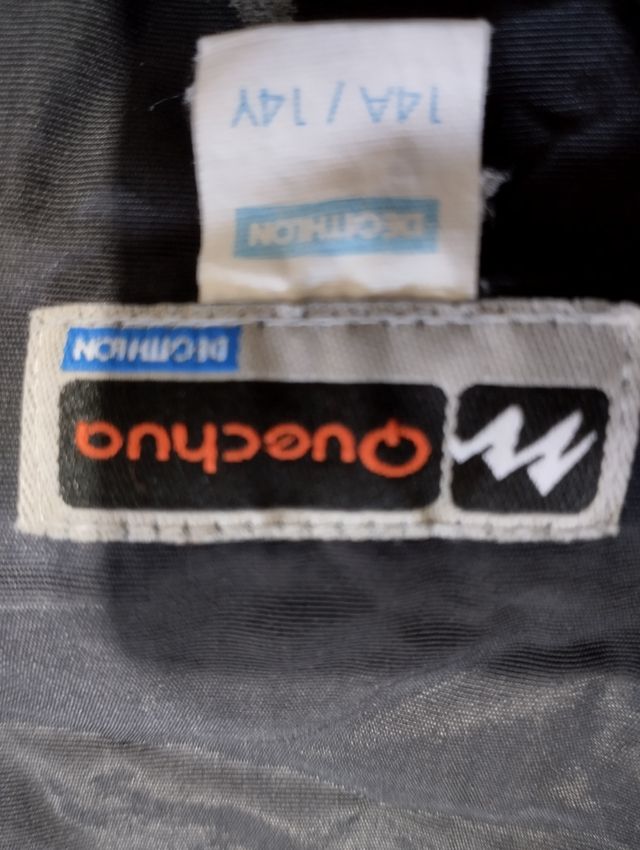 Quechua
DECATHLON
DECATHLON
14A / 14Y